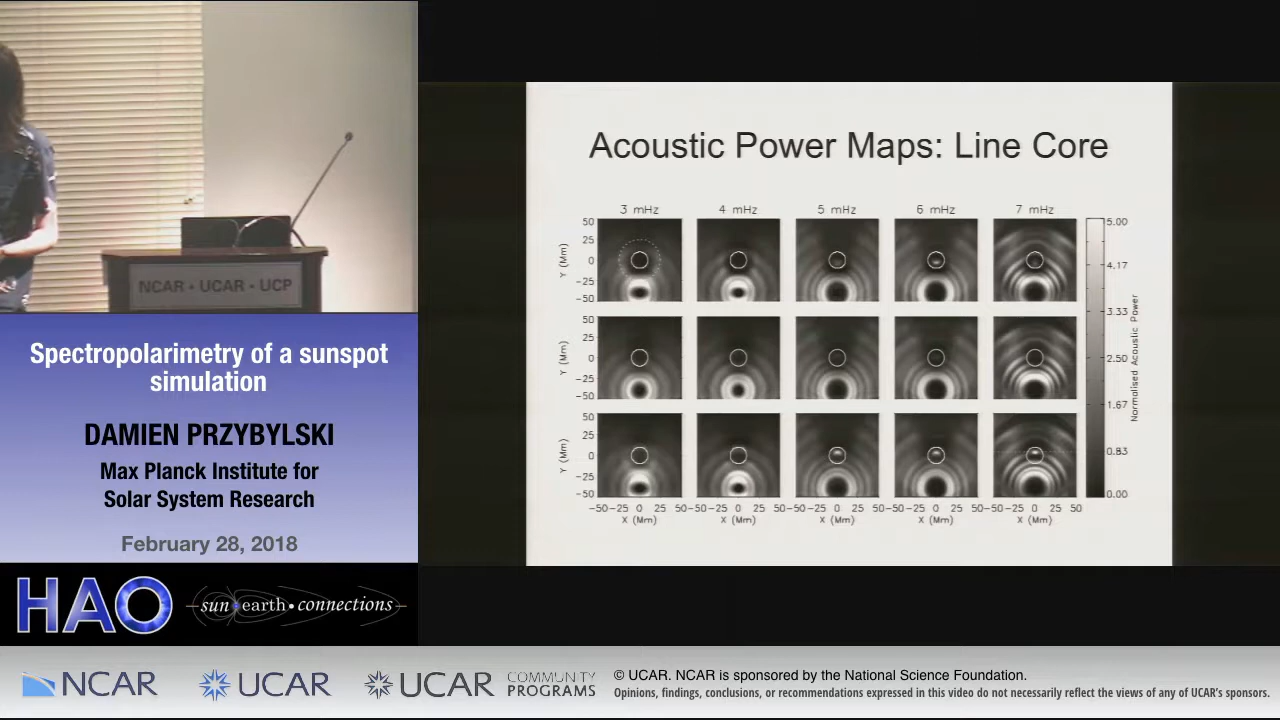 Acoustic Power Maps: Line Core
3 mHz 4 mHz 5 mHz 6 mHz 7 mHz
50 25 0 -25 -50
Y (Mm)
50 25 0 -25 -50
Y (Mm)
50 25 0 -25 -50
Y (Mm)
-50 -25 0 25 50 -50 -25 0 25 50 -50 -25 0 25 50 -50 -25 0 25 50 -50 -25 0 25 50
X (Mm) X (Mm) X (Mm) X (Mm) X (Mm)
5.00
4.17
3.33
2.50
1.67
0.83
0.00
Normalised Acoustic Power
NCAR • UCAR • UCP
Spectropolarimetry of a sunspot
simulation
DAMIEN PRZYBYLSKI
Max Planck Institute for
Solar System Research
February 28, 2018
HAO
sun•earth•connections
NCAR
UCAR
UCAR
COMMUNITY
PROGRAMS
© UCAR. NCAR is sponsored by the National Science Foundation.
Opinions, findings, conclusions, or recommendations expressed in this video do not necessarily reflect the views of any of UCAR's sponsors.